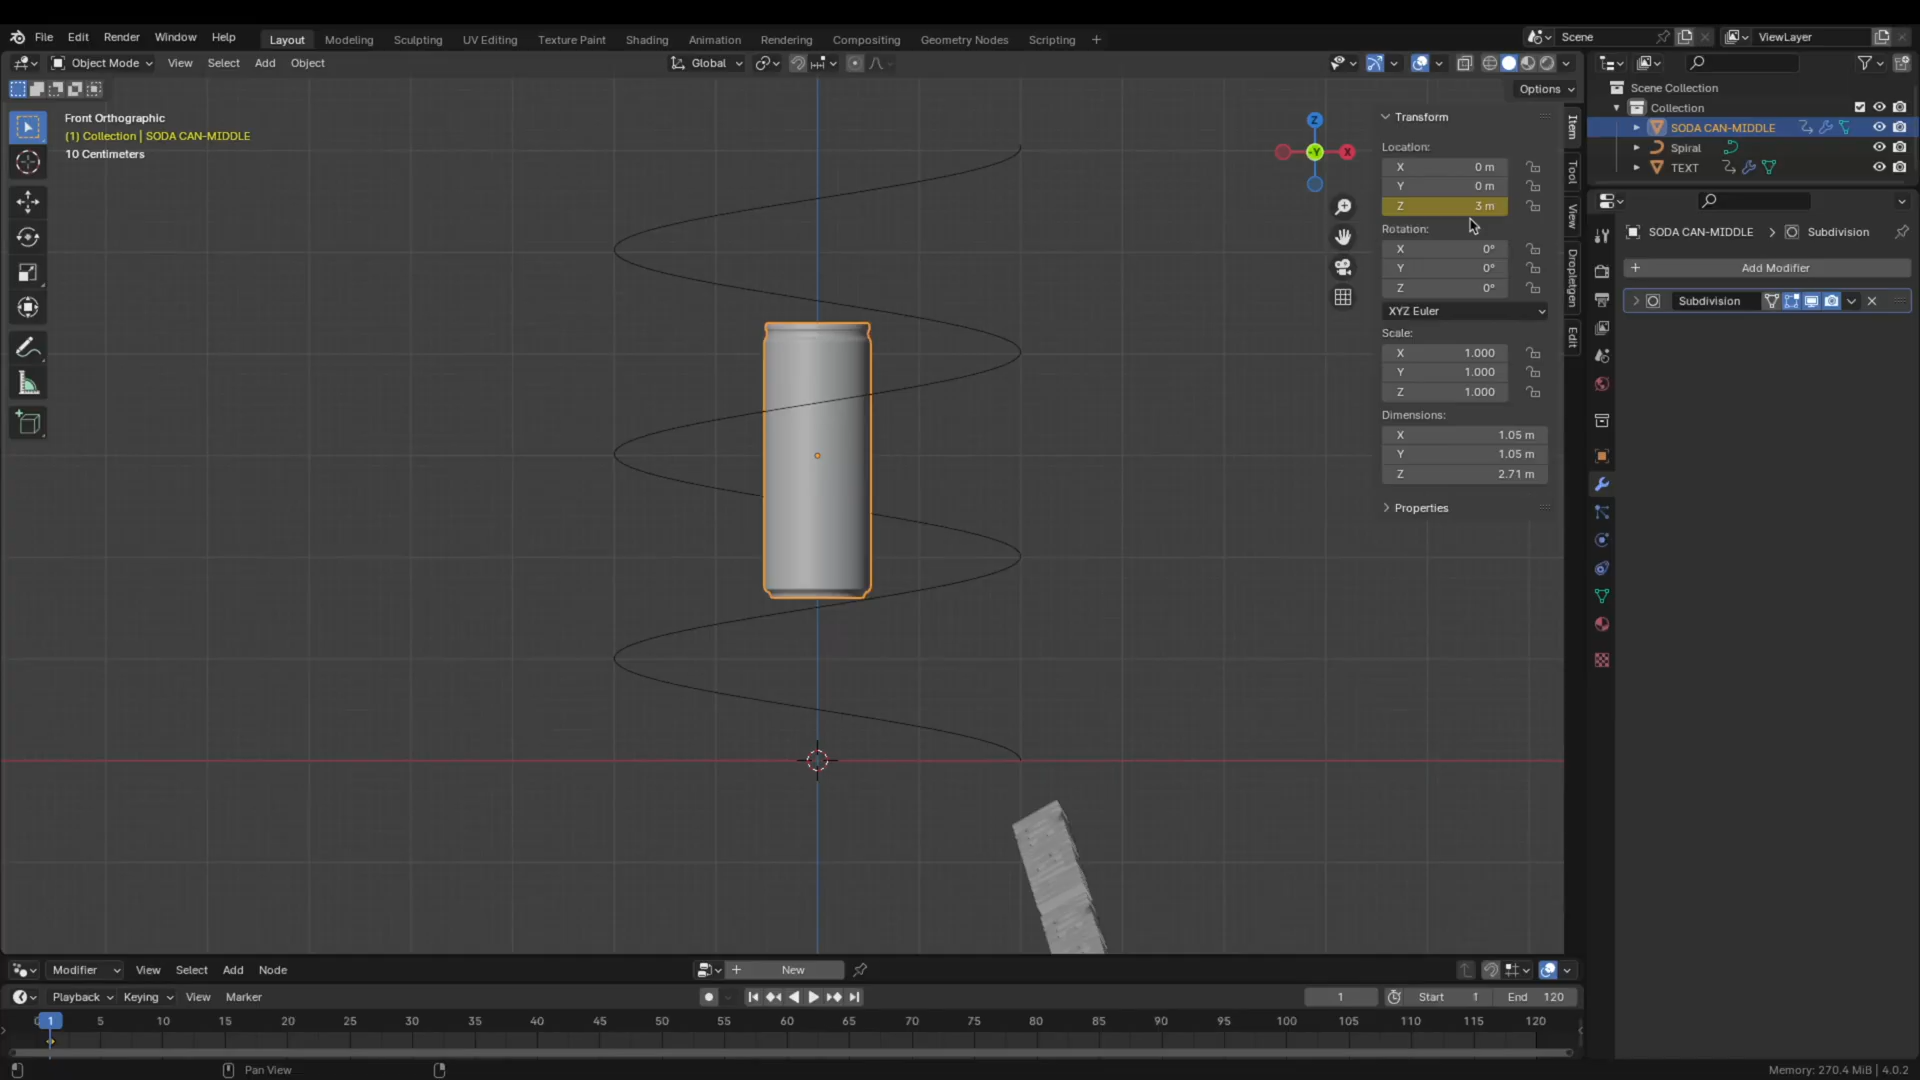 File Edit Render Window Help Layout Modeling Sculpting UV Editing Texture Paint Shading Animation Rendering Compositing Geometry Nodes Scripting + Scene ViewLayer
Object Mode View Select Add Object Global
Options
Front Orthographic
(1) Collection | SODA CAN-MIDDLE
10 Centimeters
Z
-Y
X
Transform
Location:
X 0 m
Y 0 m
Z 3 m
Rotation:
X 0°
Y 0°
Z 0°
XYZ Euler
Scale:
X 1.000
Y 1.000
Z 1.000
Dimensions:
X 1.05 m
Y 1.05 m
Z 2.71 m
Properties
Item
Tool
View
Dropletgen
Edit
Scene Collection
Collection
SODA CAN-MIDDLE
Spiral
TEXT
SODA CAN-MIDDLE > Subdivision
+ Add Modifier
Subdivision
Modifier View Select Add Node + New
Playback Keying View Marker 1 Start 1 End 120
1 5 10 15 20 25 30 35 40 45 50 55 60 65 70 75 80 85 90 95 100 105 110 115 120
Pan View Memory: 270.4 MiB | 4.0.2